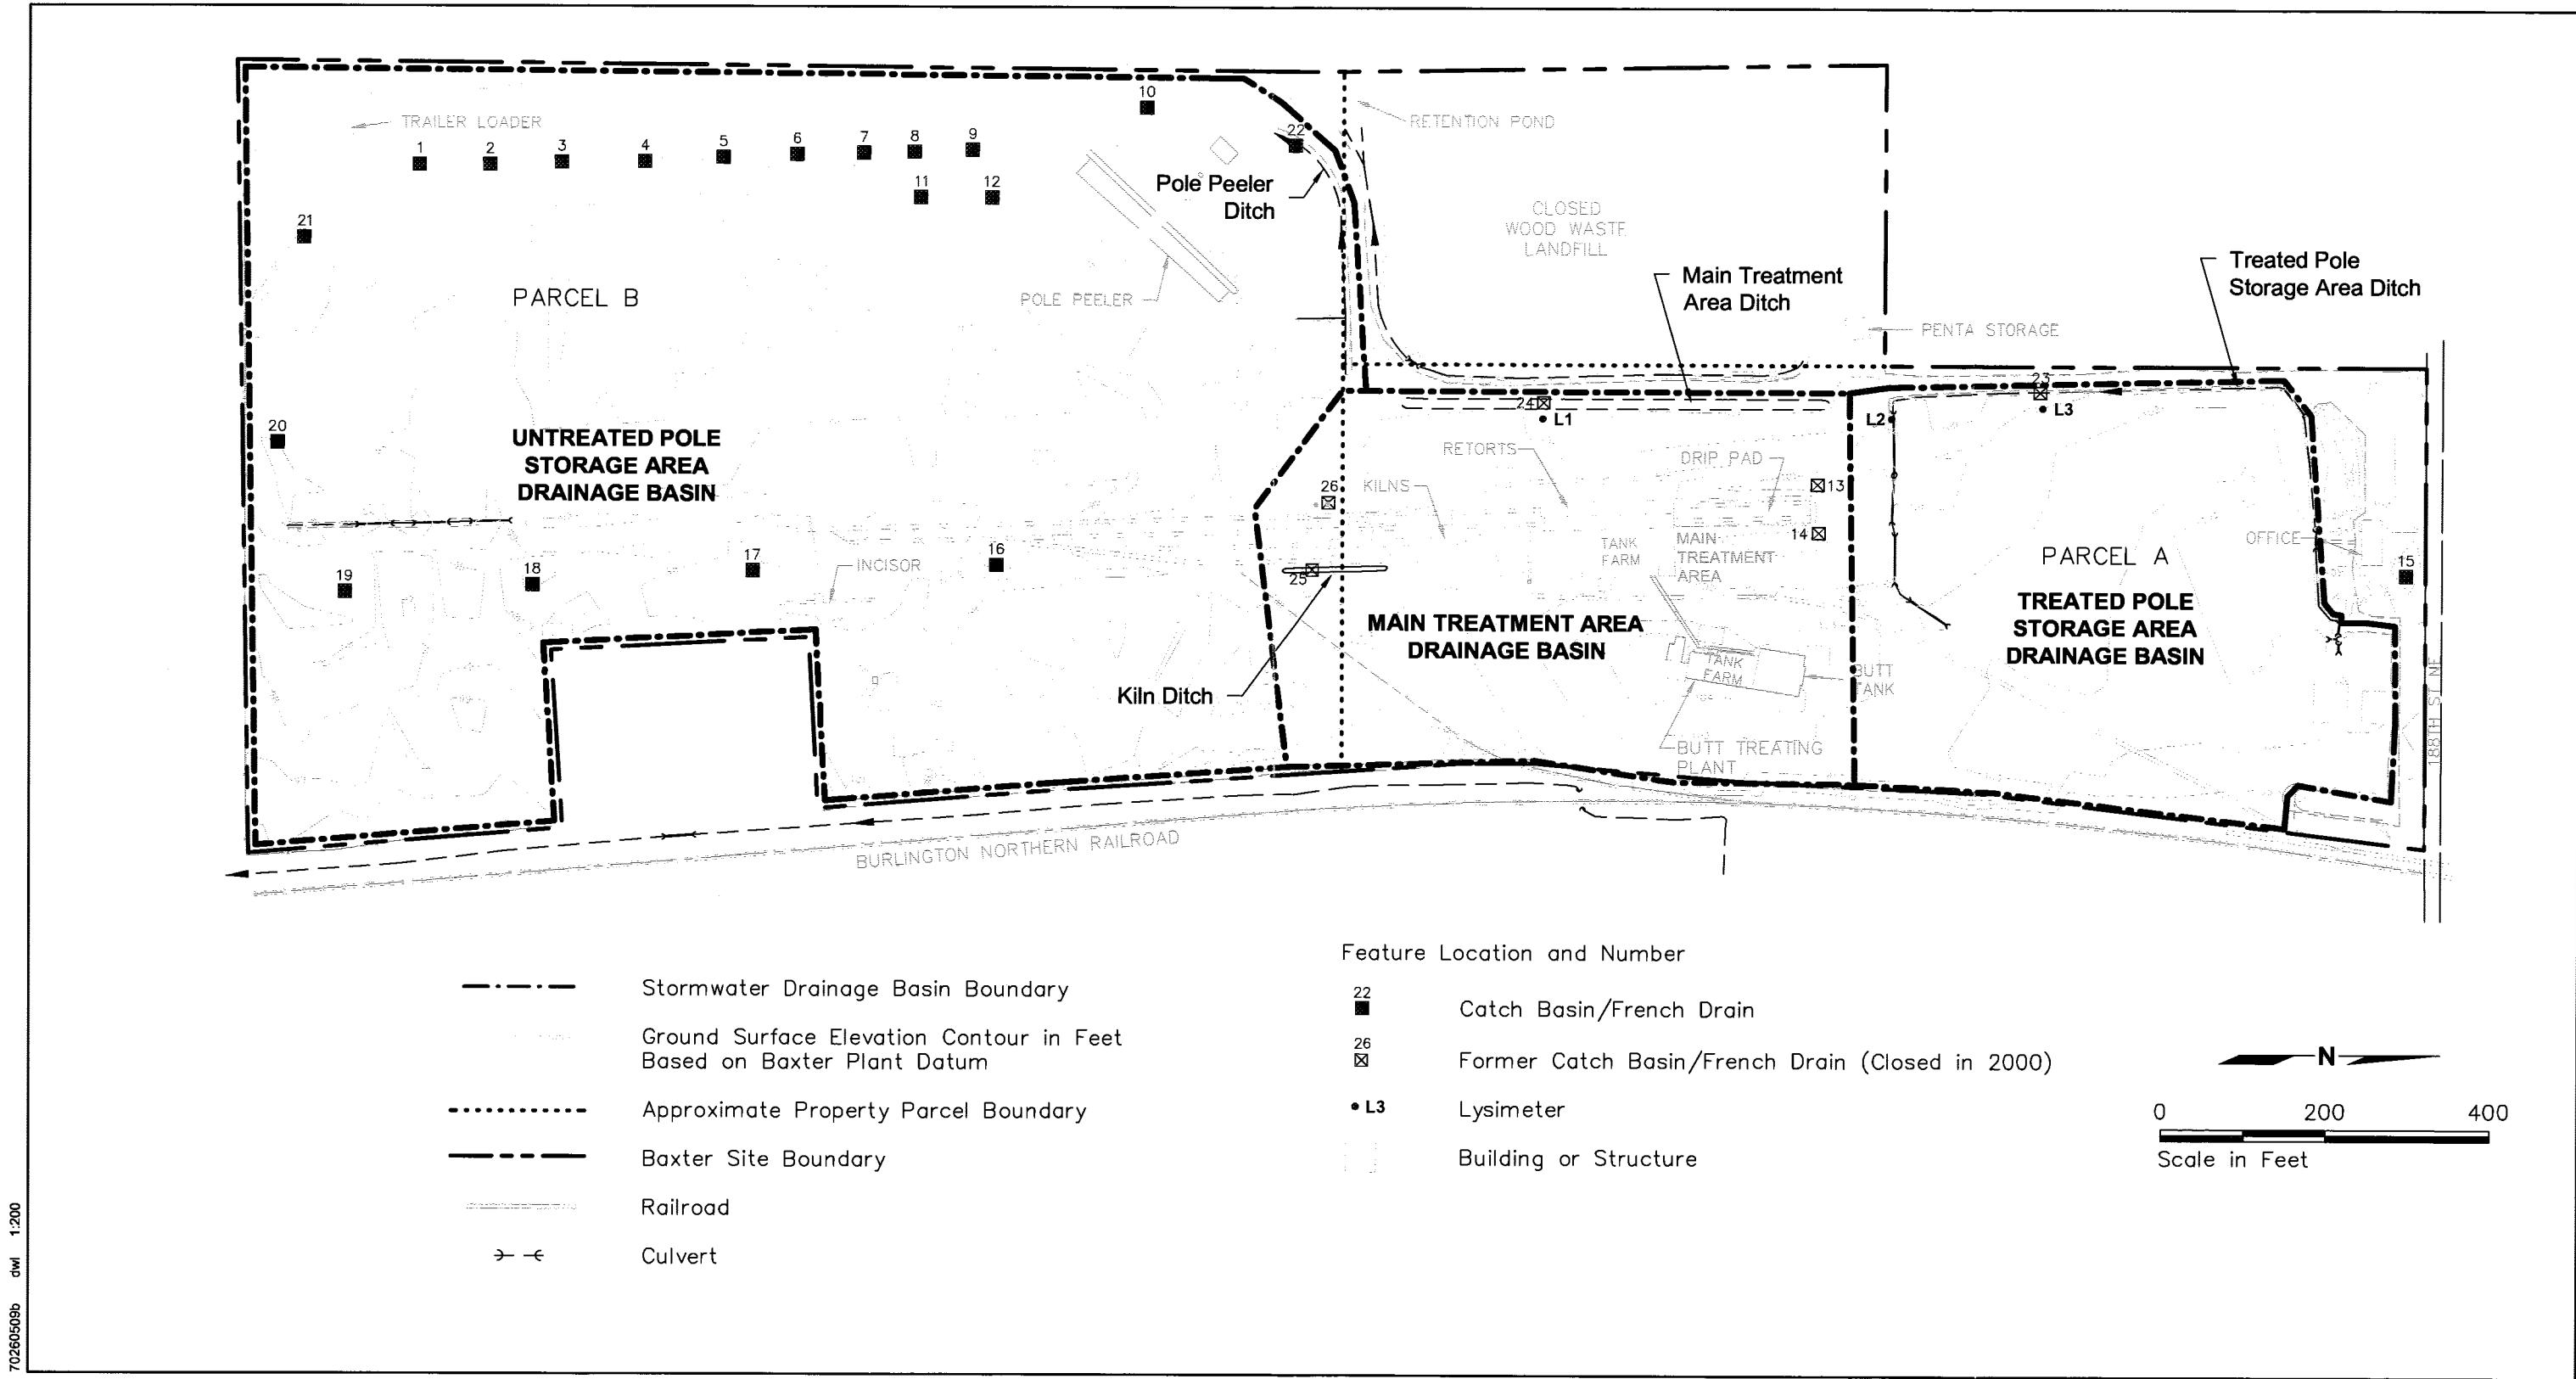 10
TRAILER LOADER
RETENTION POND
22
1
2
3
4
5
6
7
8
9
11
12
Pole Peeler
Ditch
21
CLOSED
WOOD WASTE
LANDFILL
PARCEL B
POLE PEELER
Main Treatment
Area Ditch
Treated Pole
Storage Area Ditch
PENTA STORAGE
23
24
L1
L2
L3
20
UNTREATED POLE
STORAGE AREA
DRAINAGE BASIN
RETORTS
DRIP PAD
KILNS
26
13
14
TANK
FARM
MAIN
TREATMENT
AREA
OFFICE
PARCEL A
15
19
18
17
INCISOR
16
25
MAIN TREATMENT AREA
DRAINAGE BASIN
TREATED POLE
STORAGE AREA
DRAINAGE BASIN
TANK
FARM
BUTT
TANK
Kiln Ditch
BUTT TREATING
PLANT
188TH ST NE
BURLINGTON NORTHERN RAILROAD
Stormwater Drainage Basin Boundary
Ground Surface Elevation Contour in Feet
Based on Baxter Plant Datum
Approximate Property Parcel Boundary
Baxter Site Boundary
Railroad
Culvert
Feature Location and Number
22
Catch Basin/French Drain
26
Former Catch Basin/French Drain (Closed in 2000)
L3
Lysimeter
Building or Structure
N
0 200 400
Scale in Feet
70260509b dwl 1:200